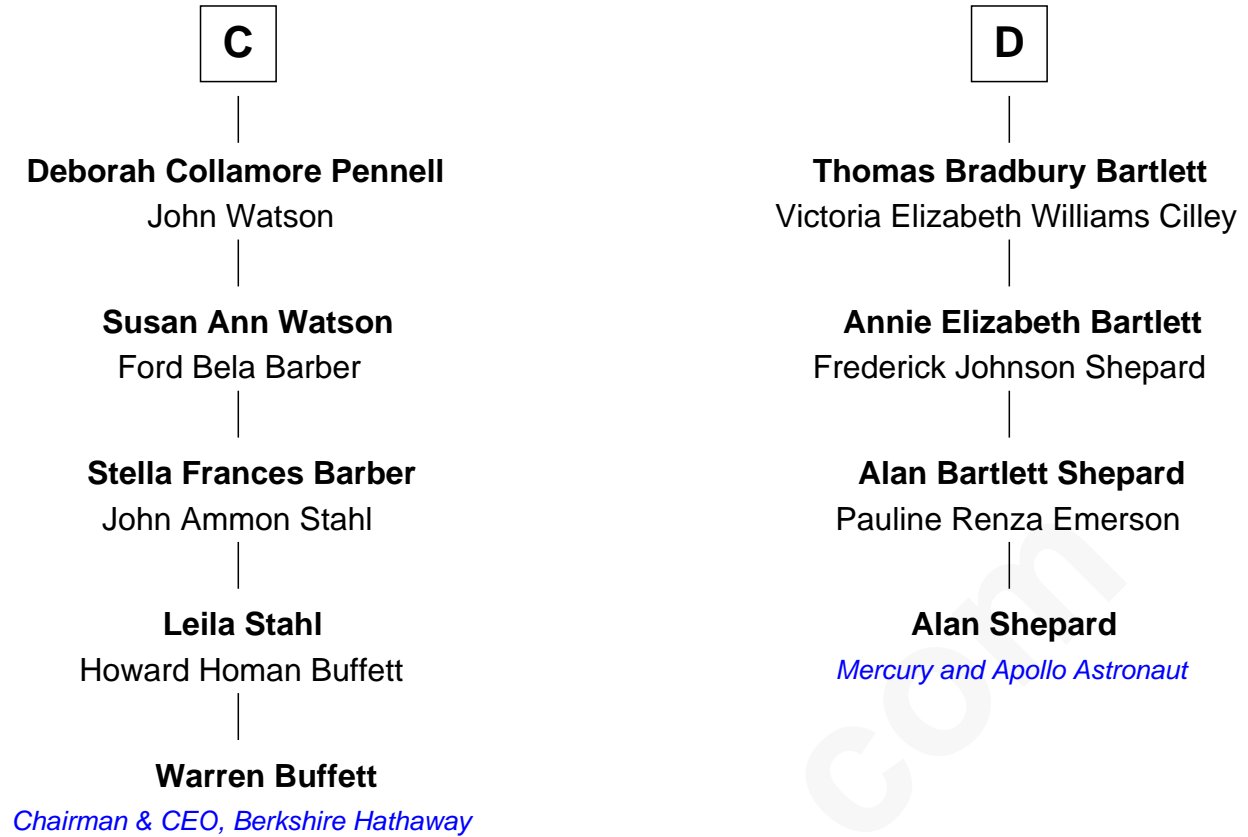 C
Deborah Collamore Pennell
John Watson
Susan Ann Watson
Ford Bela Barber
Stella Frances Barber
John Ammon Stahl
Leila Stahl
Howard Homan Buffett
Warren Buffett
Chairman & CEO, Berkshire Hathaway
D
Thomas Bradbury Bartlett
Victoria Elizabeth Williams Cilley
Annie Elizabeth Bartlett
Frederick Johnson Shepard
Alan Bartlett Shepard
Pauline Renza Emerson
Alan Shepard
Mercury and Apollo Astronaut
com